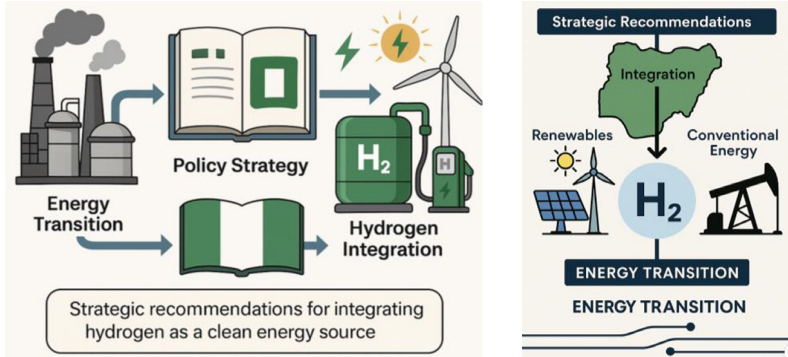 H2
H
Policy Strategy
Energy
Transition
Hydrogen
Integration
Strategic recommendations for integrating
hydrogen as a clean energy source
Strategic Recommendations
Integration
Renewables
Conventional
Energy
H2
ENERGY TRANSITION
ENERGY TRANSITION